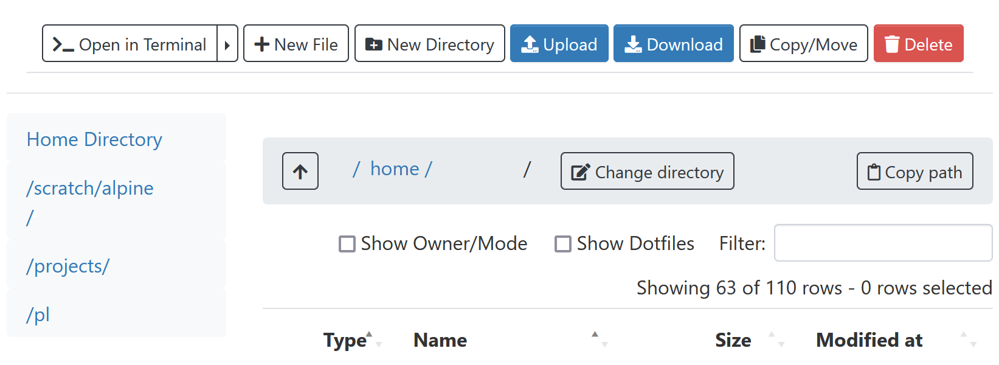 Open in Terminal New File New Directory Upload Download Copy/Move Delete
Home Directory
/scratch/alpine
/
/projects/
/pl
/ home / / Change directory Copy path
Show Owner/Mode Show Dotfiles Filter:
Showing 63 of 110 rows - 0 rows selected
Type Name Size Modified at